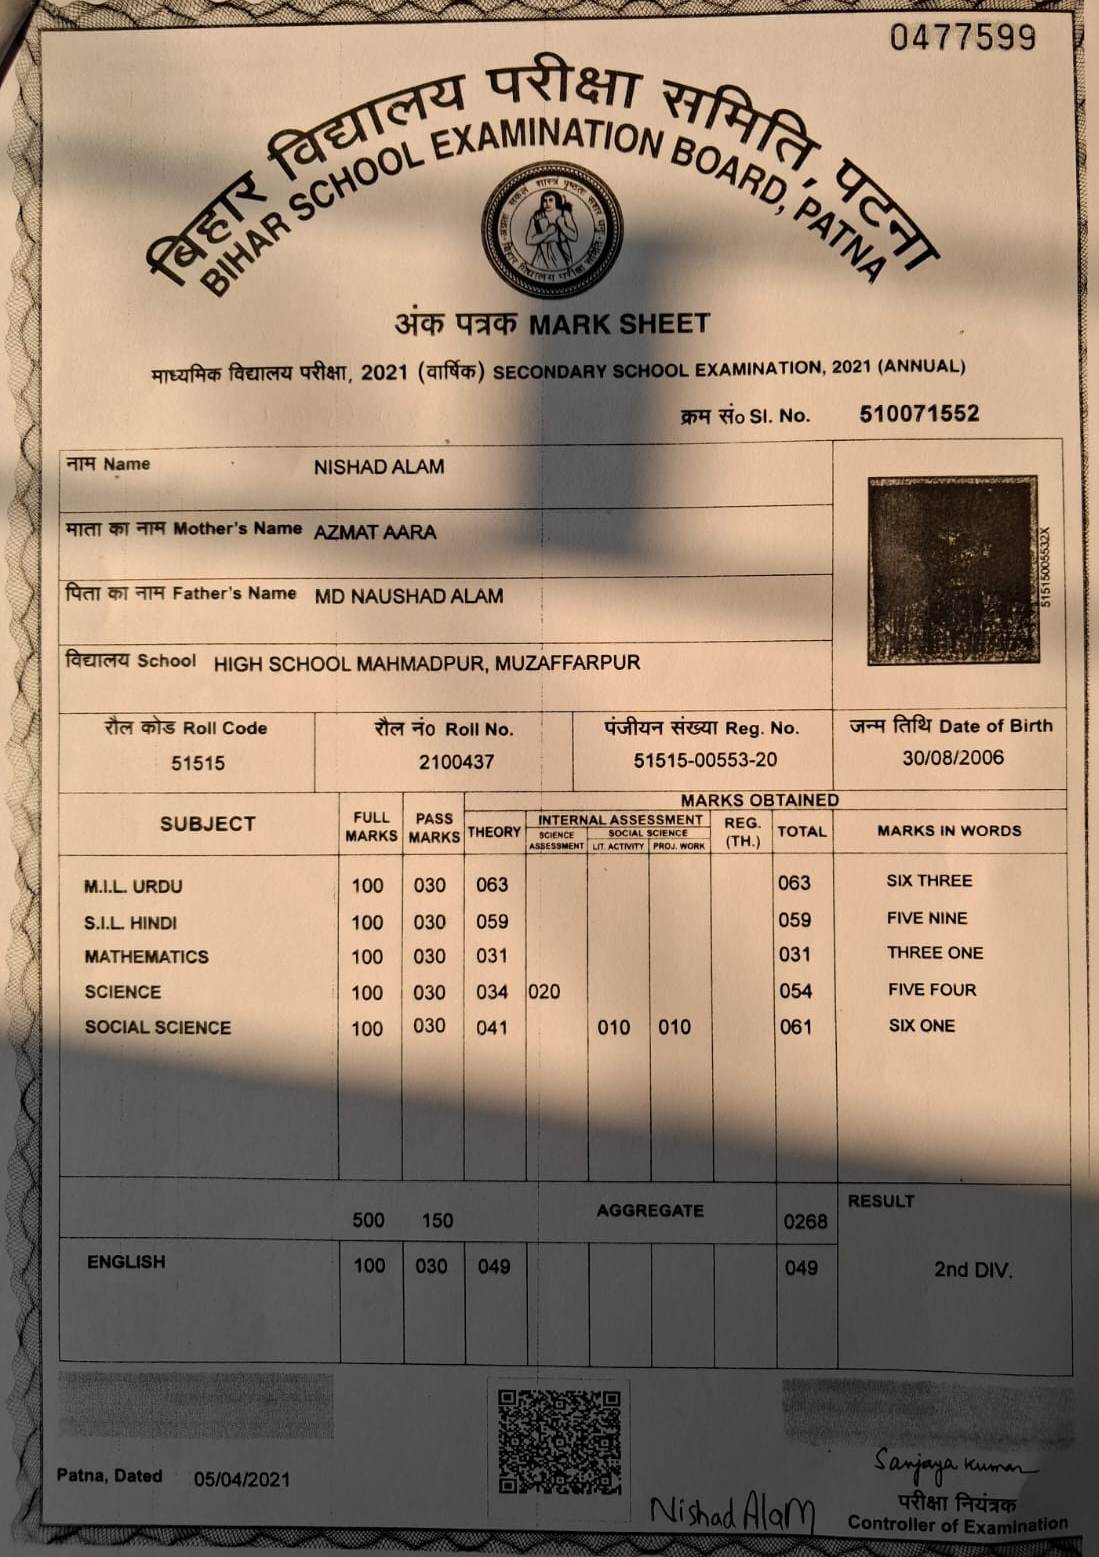 0477599
बिहार विद्यालय परीक्षा समिति, पटना
BIHAR SCHOOL EXAMINATION BOARD, PATNA
अंक पत्रक MARK SHEET
माध्यमिक विद्यालय परीक्षा, 2021 (वार्षिक) SECONDARY SCHOOL EXAMINATION, 2021 (ANNUAL)
क्रम सं० Sl. No. 510071552
नाम Name NISHAD ALAM
माता का नाम Mother's Name AZMAT AARA
पिता का नाम Father's Name MD NAUSHAD ALAM
51515005532X
विद्यालय School HIGH SCHOOL MAHMADPUR, MUZAFFARPUR
रौल कोड Roll Code रौल नं० Roll No. पंजीयन संख्या Reg. No. जन्म तिथि Date of Birth
51515 2100437 51515-00553-20 30/08/2006
SUBJECT FULL MARKS PASS MARKS MARKS OBTAINED
THEORY INTERNAL ASSESSMENT REG. (TH.) TOTAL MARKS IN WORDS
SCIENCE ASSESSMENT SOCIAL SCIENCE
LIT. ACTIVITY PROJ. WORK
M.I.L. URDU 100 030 063 063 SIX THREE
S.I.L. HINDI 100 030 059 059 FIVE NINE
MATHEMATICS 100 030 031 031 THREE ONE
SCIENCE 100 030 034 020 054 FIVE FOUR
SOCIAL SCIENCE 100 030 041 010 010 061 SIX ONE
500 150 AGGREGATE 0268 RESULT
ENGLISH 100 030 049 049 2nd DIV.
Patna, Dated 05/04/2021
Sanjaya Kumar
Nishad Alam
परीक्षा नियंत्रक
Controller of Examination